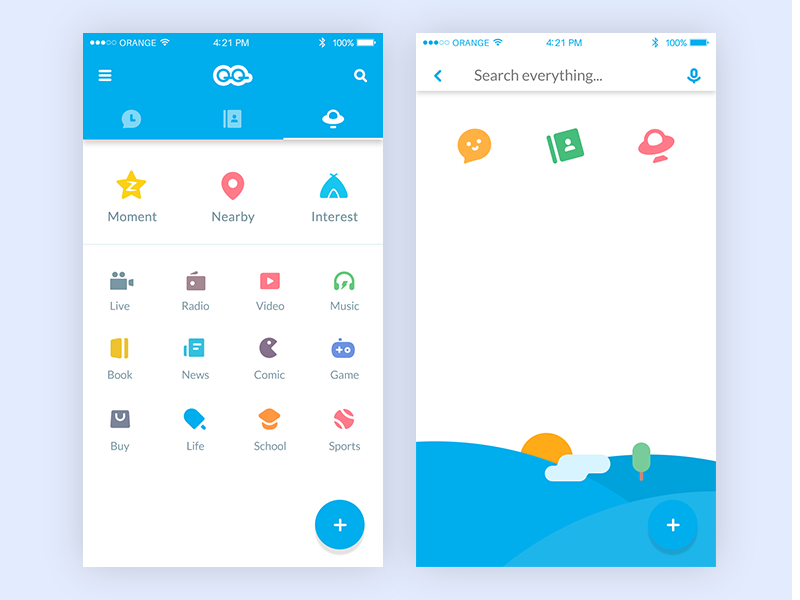 ORANGE 4:21 PM 100%
QQ
Moment Nearby Interest
Live Radio Video Music
Book News Comic Game
Buy Life School Sports
ORANGE 4:21 PM 100%
Search everything...